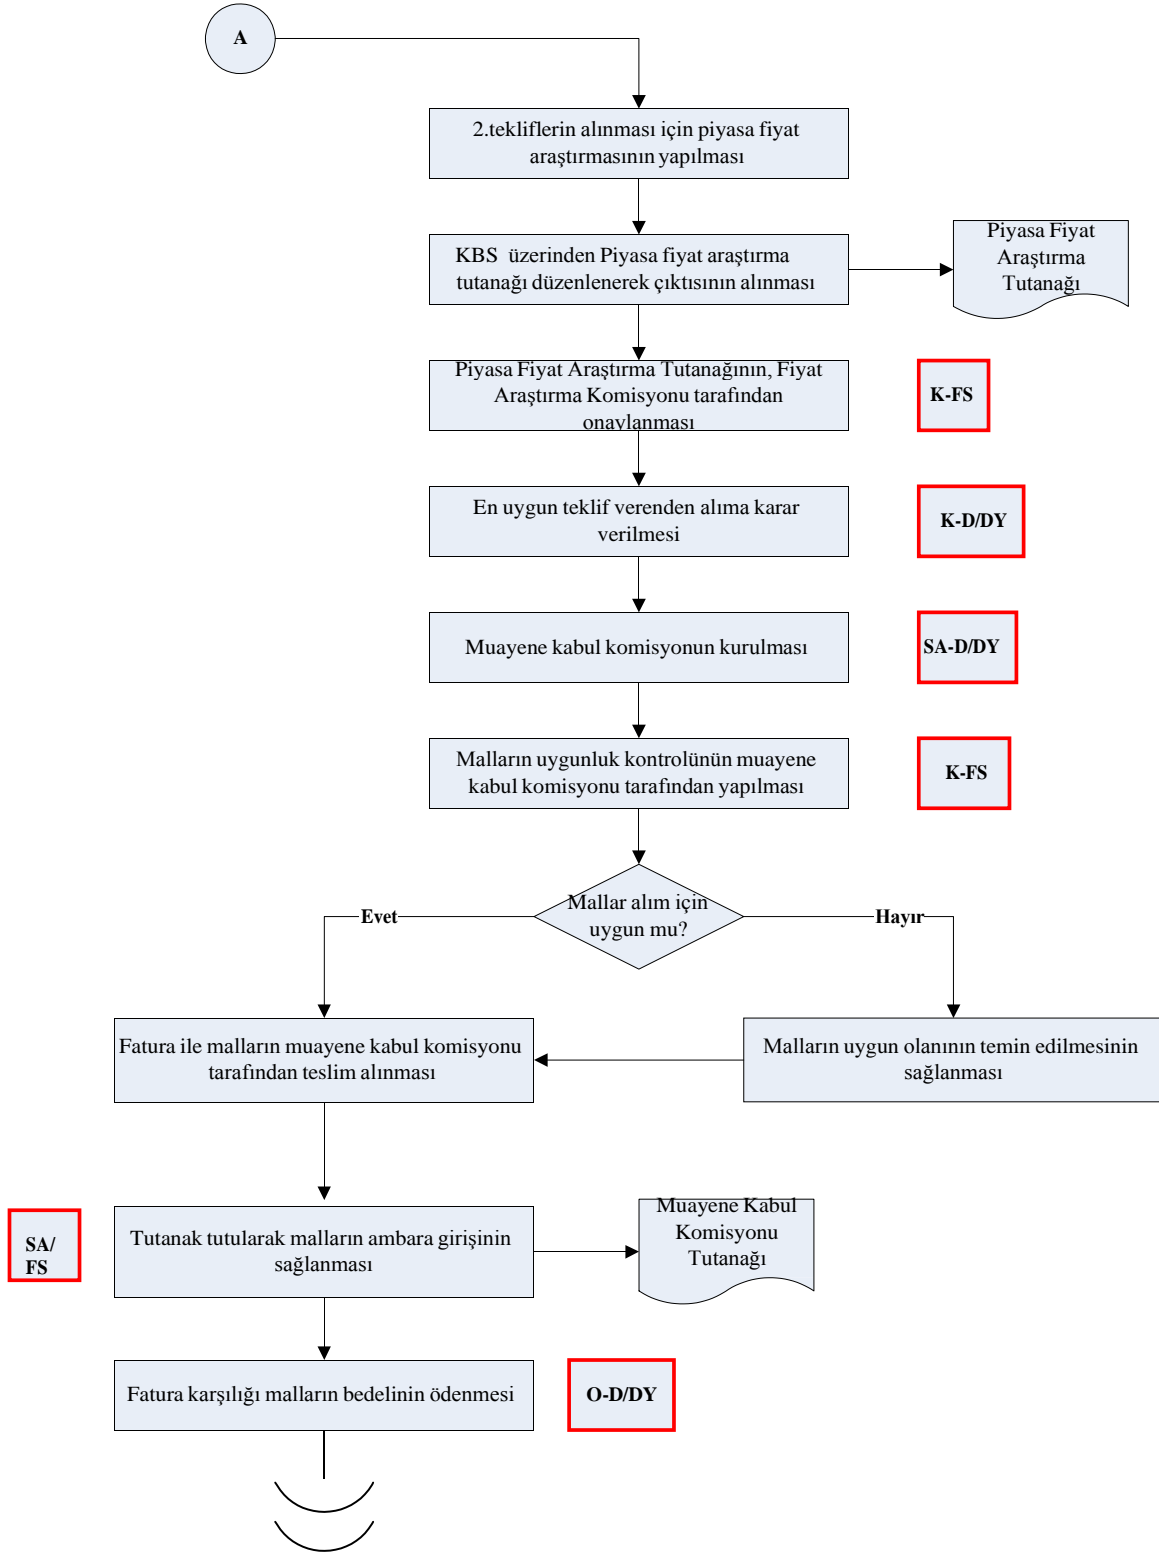 A
2.tekliflerin alınması için piyasa fiyat
araştırmasının yapılması
KBS üzerinden Piyasa fiyat araştırma
tutanağı düzenlenerek çıktısının alınması
Piyasa Fiyat
Araştırma
Tutanağı
Piyasa Fiyat Araştırma Tutanağının, Fiyat
Araştırma Komisyonu tarafından
onaylanması
K-FS
En uygun teklif verenden alıma karar
verilmesi
K-D/DY
Muayene kabul komisyonun kurulması
SA-D/DY
Malların uygunluk kontrolünün muayene
kabul komisyonu tarafından yapılması
K-FS
Mallar alım için
uygun mu?
Evet
Hayır
Fatura ile malların muayene kabul komisyonu
tarafından teslim alınması
Malların uygun olanının temin edilmesinin
sağlanması
SA/
FS
Tutanak tutularak malların ambara girişinin
sağlanması
Muayene Kabul
Komisyonu
Tutanağı
Fatura karşılığı malların bedelinin ödenmesi
O-D/DY